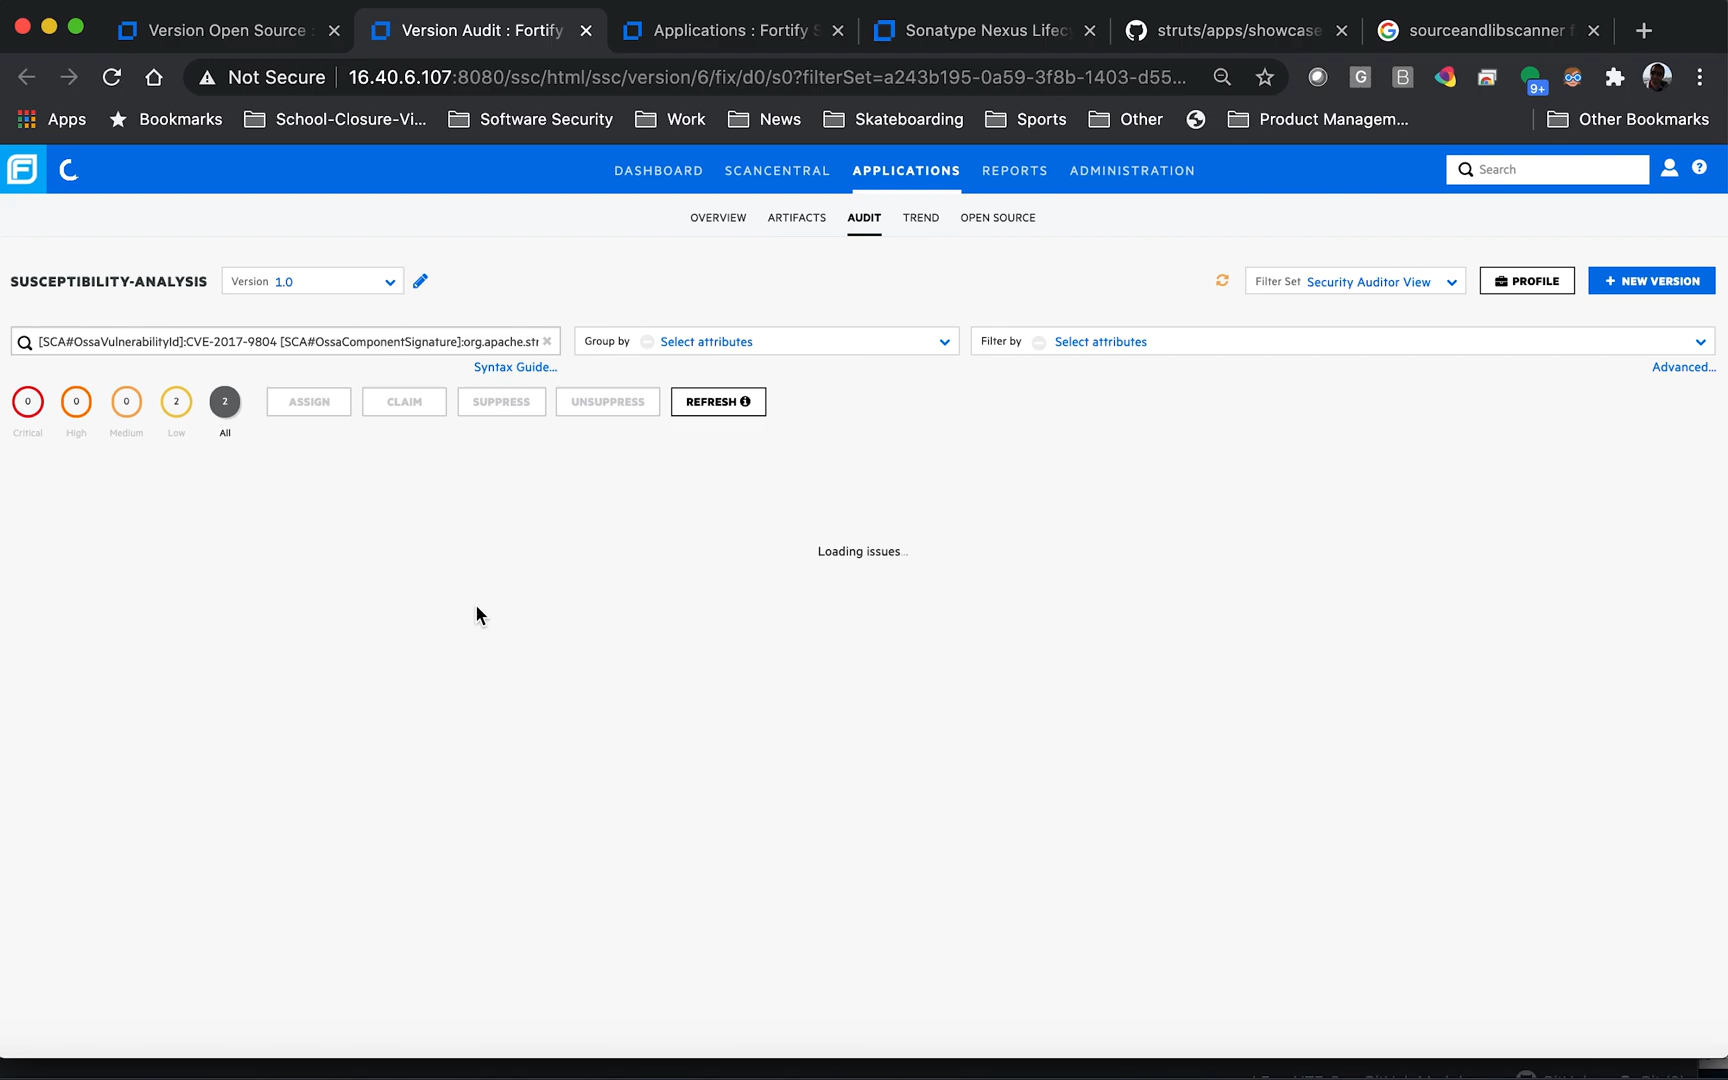 Version Open Source :
Version Audit : Fortify
Applications : Fortify S
Sonatype Nexus Lifec
struts/apps/showcase
sourceandlibscanner f
Not Secure
16.40.6.107:8080/ssc/html/ssc/version/6/fix/d0/s0?filterSet=a243b195-0a59-3f8b-1403-d55...
G
B
9+
Apps
Bookmarks
School-Closure-Vi...
Software Security
Work
News
Skateboarding
Sports
Other
Product Managem...
Other Bookmarks
F
DASHBOARD
SCANCENTRAL
APPLICATIONS
REPORTS
ADMINISTRATION
Search
?
OVERVIEW
ARTIFACTS
AUDIT
TREND
OPEN SOURCE
SUSCEPTIBILITY-ANALYSIS
Version 1.0
Filter Set Security Auditor View
PROFILE
+ NEW VERSION
[SCA#OssaVulnerabilityId]:CVE-2017-9804 [SCA#OssaComponentSignature]:org.apache.str
Group by Select attributes
Filter by Select attributes
Syntax Guide...
Advanced...
0
0
0
2
2
ASSIGN
CLAIM
SUPPRESS
UNSUPPRESS
REFRESH
Critical
High
Medium
Low
All
Loading issues...